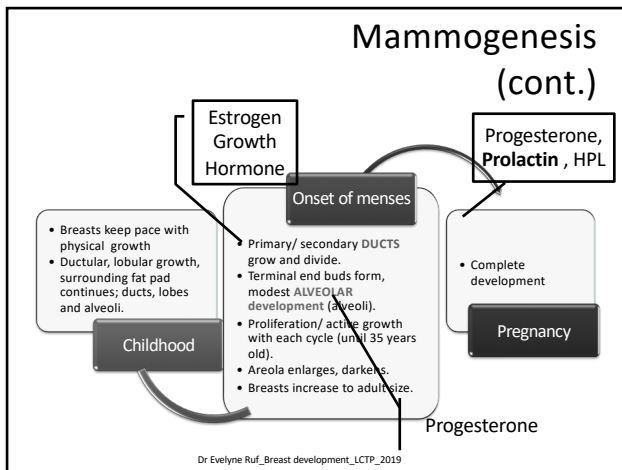 Mammogenesis
(cont.)
Estrogen
Growth
Hormone
Progesterone,
Prolactin , HPL
Onset of menses
• Breasts keep pace with
physical growth
• Ductular, lobular growth,
surrounding fat pad
continues; ducts, lobes
and alveoli.
Childhood
• Primary/ secondary DUCTS
grow and divide.
• Terminal end buds form,
modest ALVEOLAR
development (alveoli).
• Proliferation/ active growth
with each cycle (until 35 years
old).
• Areola enlarges, darkens.
• Breasts increase to adult size.
• Complete
development
Pregnancy
Progesterone
Dr Evelyne Ruf_Breast development_LCTP_2019